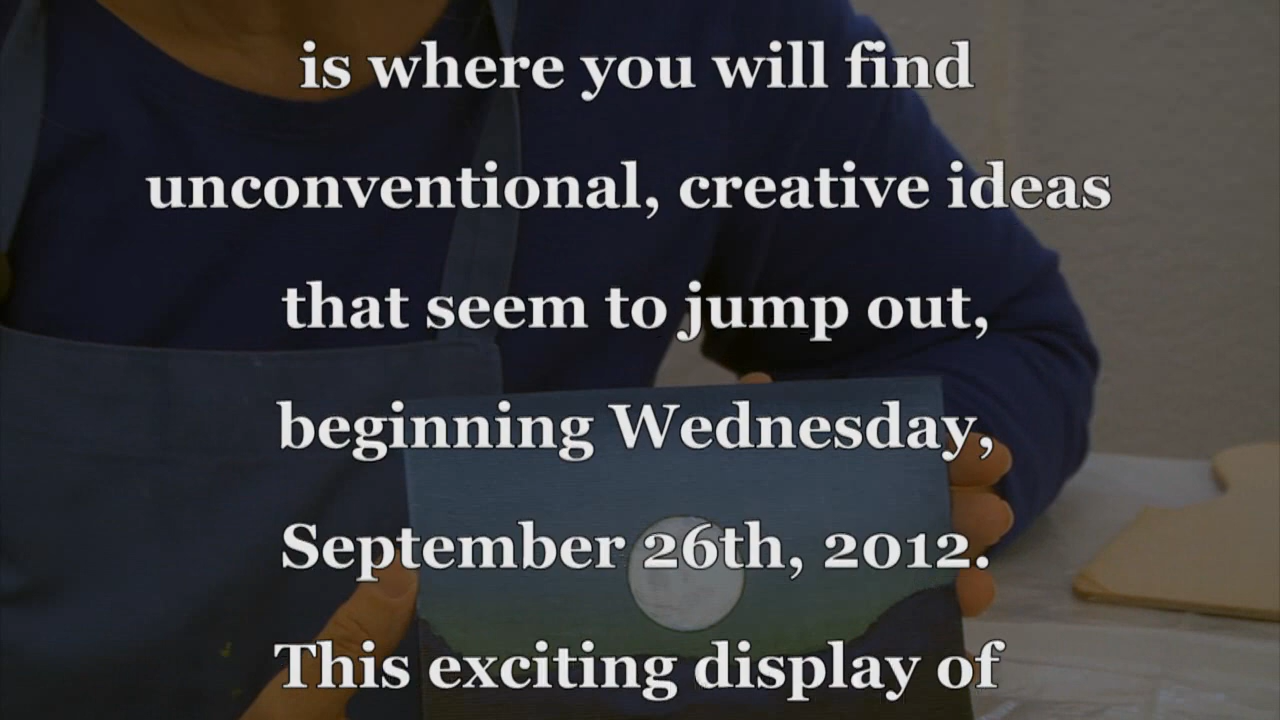 is where you will find
unconventional, creative ideas
that seem to jump out,
beginning Wednesday,
September 26th, 2012.
This exciting display of